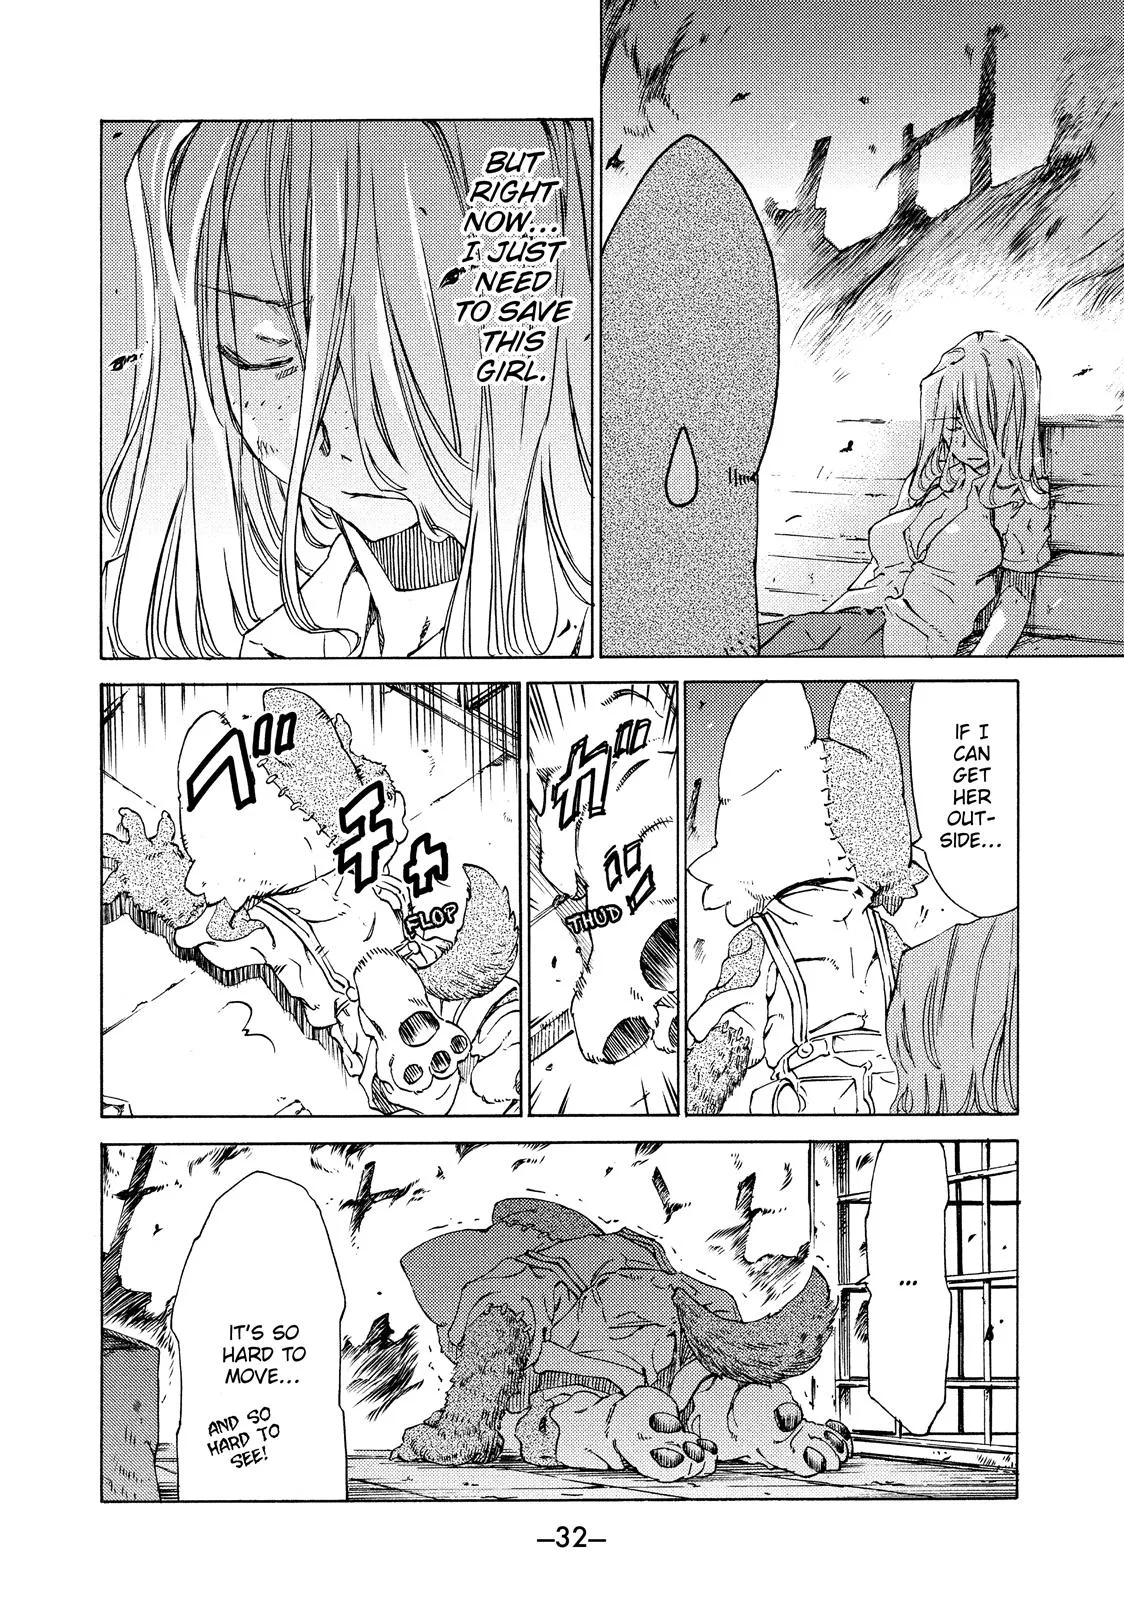 BUT
RIGHT
NOW...
I JUST
NEED
TO SAVE
THIS
GIRL.
IF I
CAN
GET
HER
OUT-
SIDE...
ガッ
THUD
ベ
チャ
FLOP
...
IT'S SO
HARD TO
MOVE...
AND SO
HARD TO
SEE!
—32—